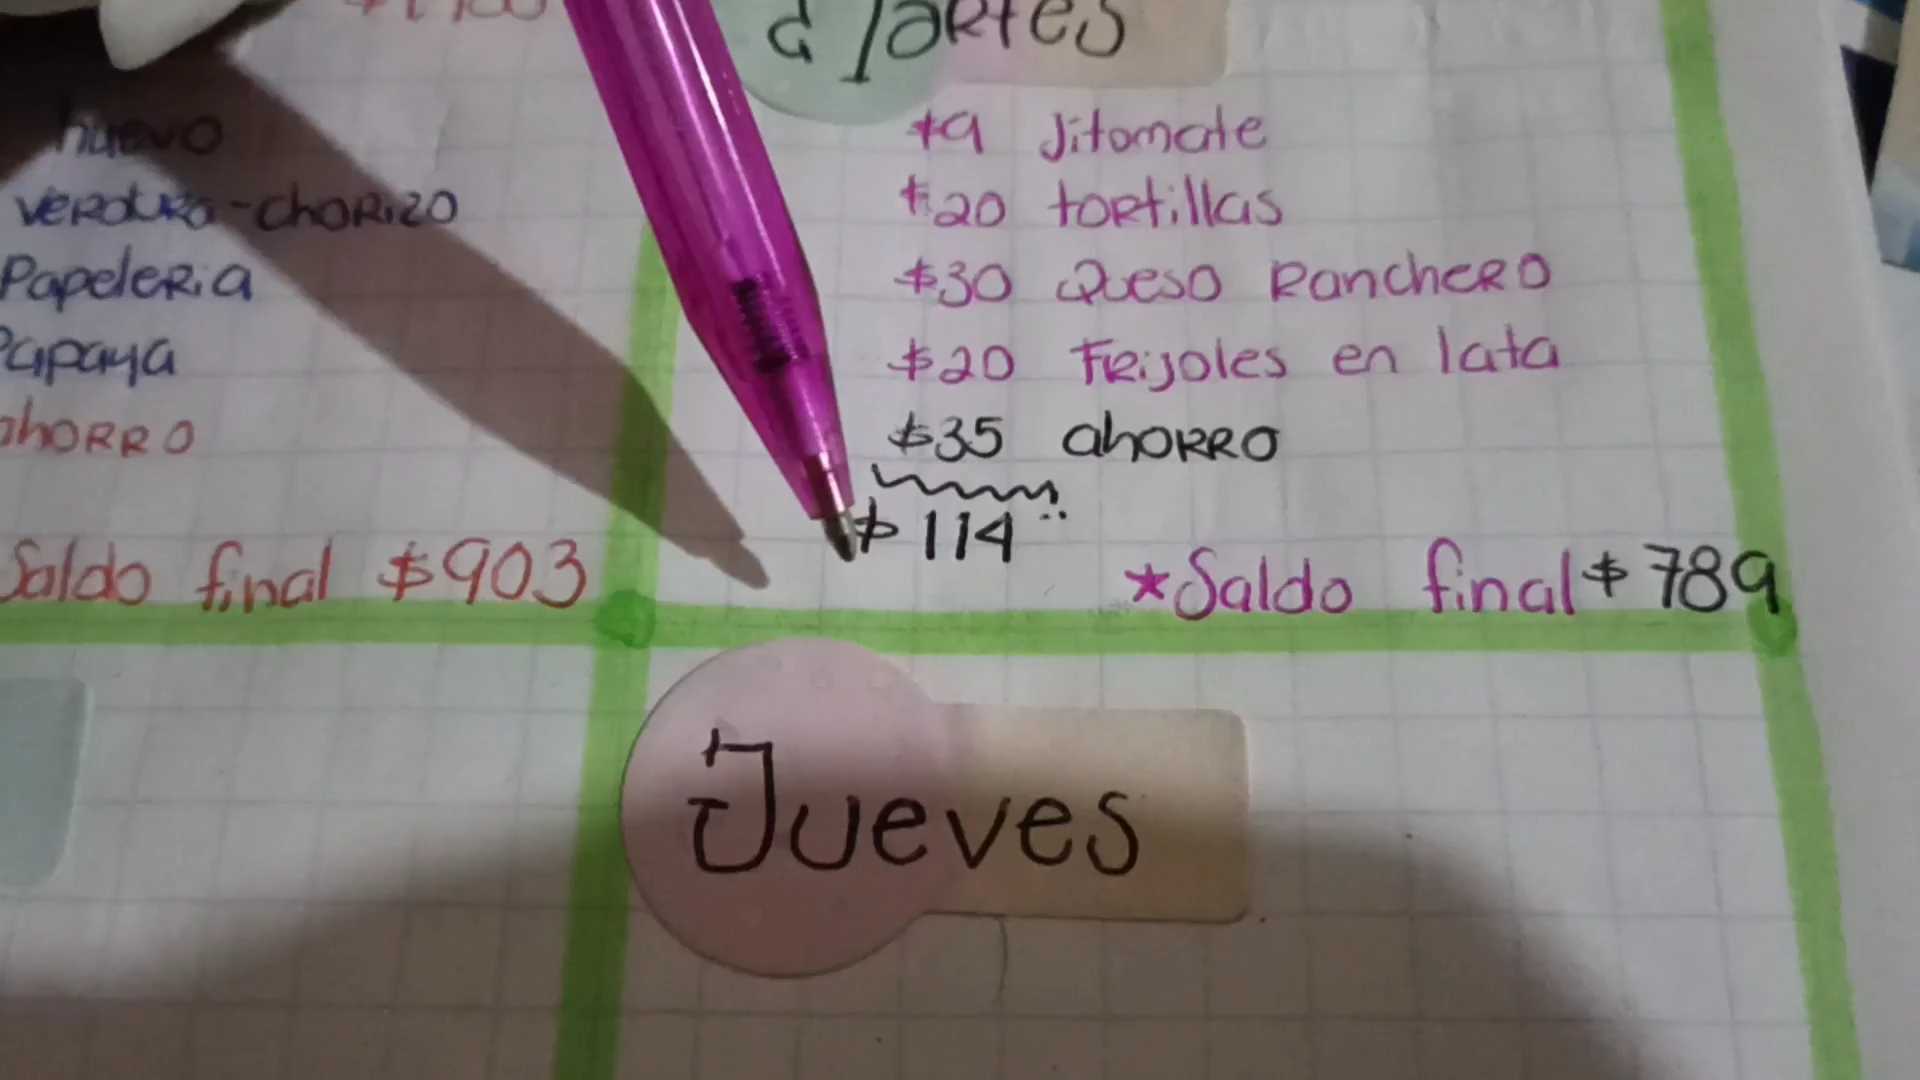 huevo
verdura-chorizo
Papeleria
Papaya
ahorro
Saldo final $903
Martes
$9 Jitomate
$20 tortillas
$30 Queso Ranchero
$20 Frijoles en lata
$35 ahorro
$114
*Saldo final $789
Jueves